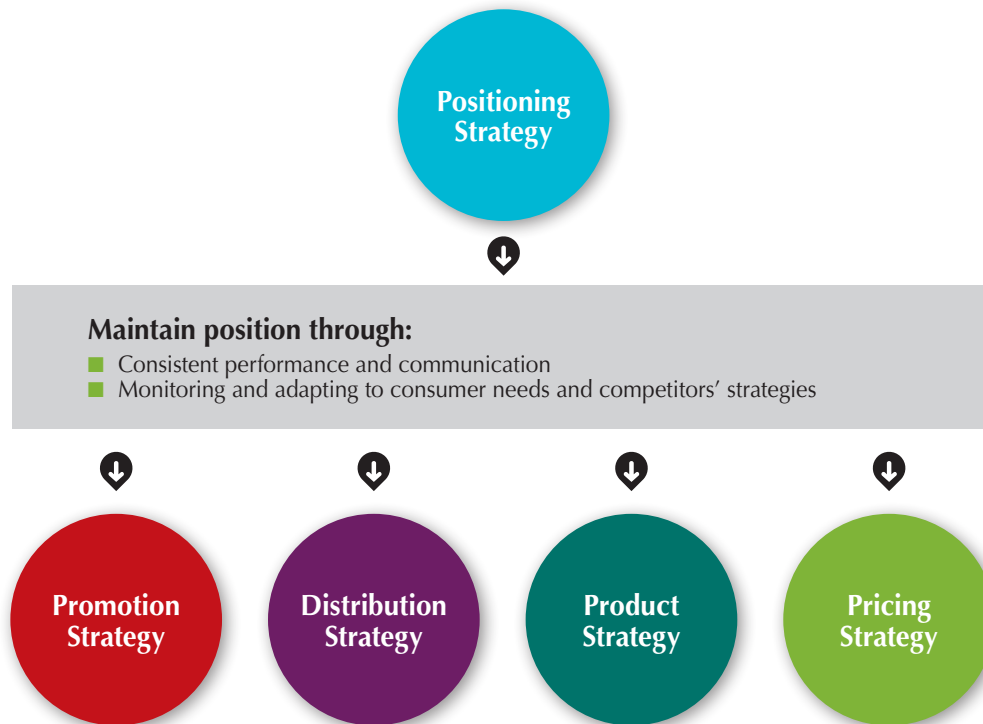 Positioning
Strategy
Maintain position through:
Consistent performance and communication
Monitoring and adapting to consumer needs and competitors’ strategies
Promotion
Strategy
Distribution
Strategy
Product
Strategy
Pricing
Strategy